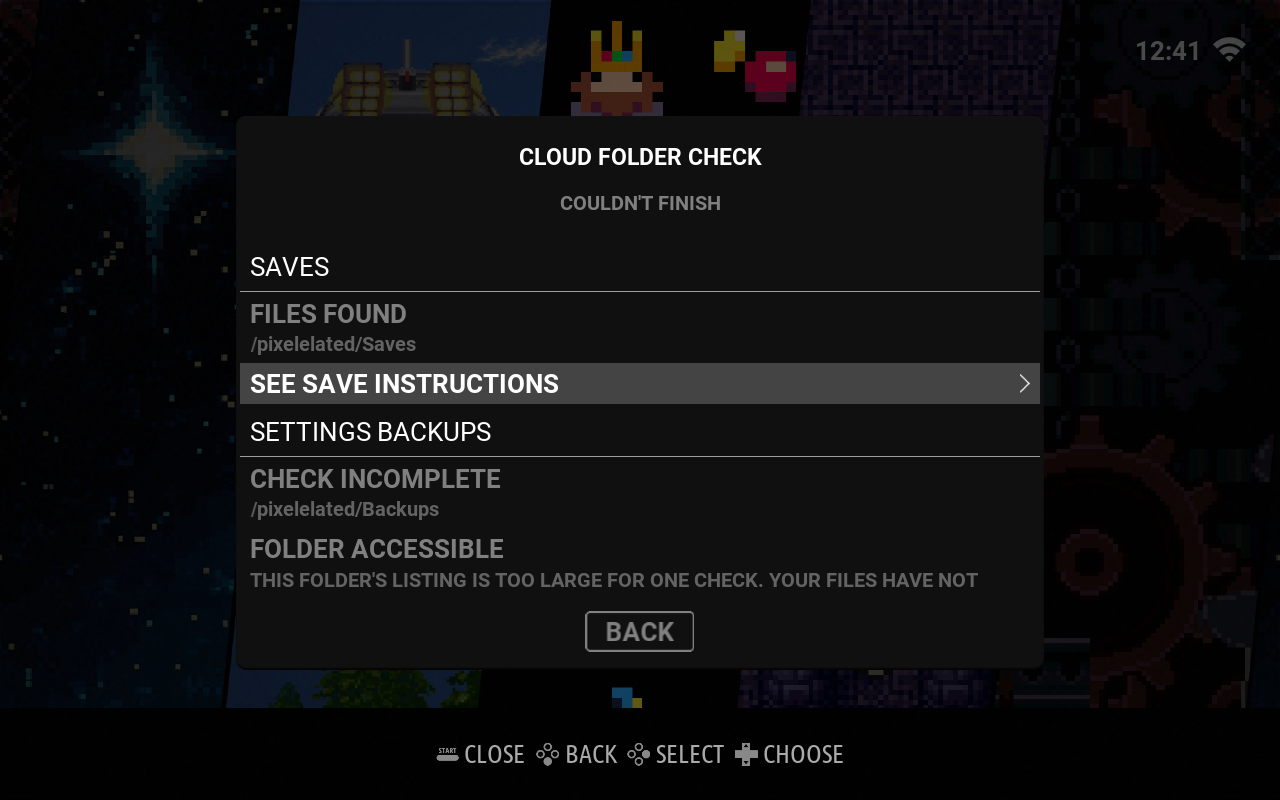 12:41
CLOUD FOLDER CHECK
COULDN'T FINISH
SAVES
FILES FOUND
/pixelelated/Saves
SEE SAVE INSTRUCTIONS
SETTINGS BACKUPS
CHECK INCOMPLETE
/pixelelated/Backups
FOLDER ACCESSIBLE
THIS FOLDER'S LISTING IS TOO LARGE FOR ONE CHECK. YOUR FILES HAVE NOT
BACK
START CLOSE BACK SELECT CHOOSE